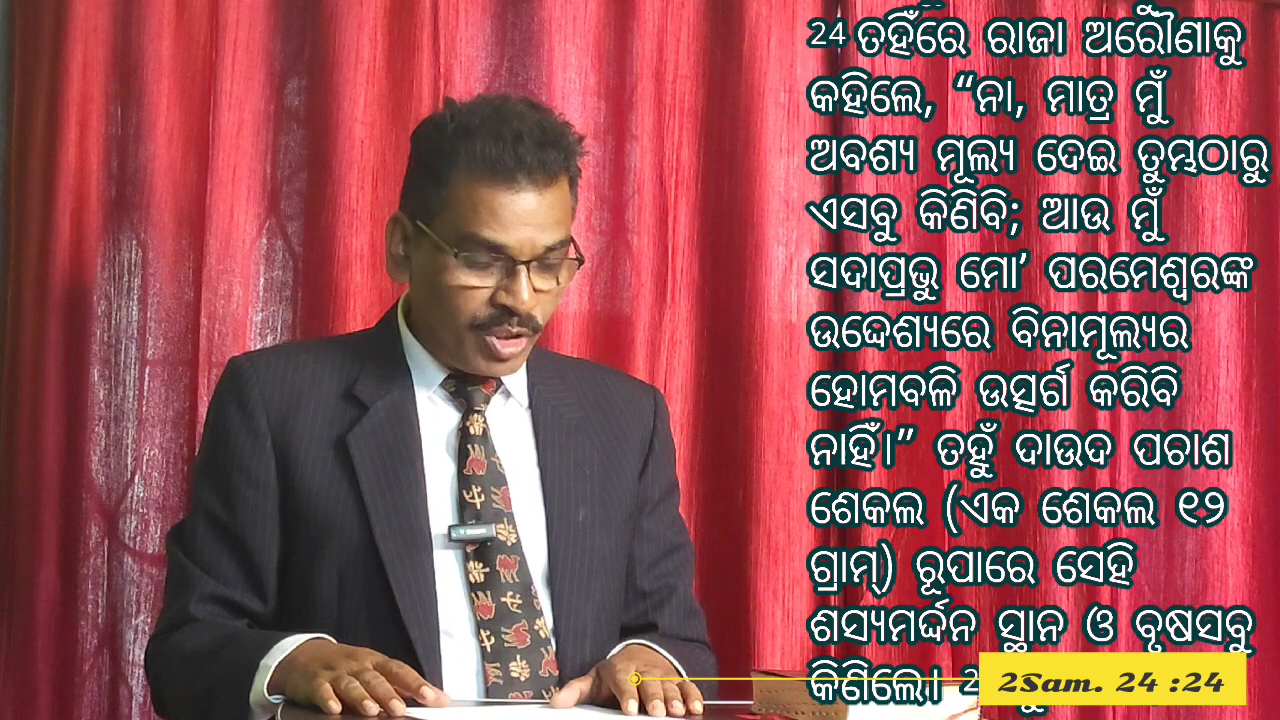 24 ତହିଁରେ ରାଜା ଅରୌଣାକୁ
କହିଲେ, “ନା, ମାତ୍ର ମୁଁ
ଅବଶ୍ୟ ମୂଲ୍ୟ ଦେଇ ତୁମ୍ଭଠାରୁ
ଏସବୁ କିଣିବି; ଆଉ ମୁଁ
ସଦାପ୍ରଭୁ ମୋ’ ପରମେଶ୍ୱରଙ୍କ
ଉଦ୍ଦେଶ୍ୟରେ ବିନାମୂଲ୍ୟର
ହୋମବଳି ଉତ୍ସର୍ଗ କରିବି
ନାହିଁ।” ତହୁଁ ଦାଉଦ ପଚାଶ
ଶେକଲ (ଏକ ଶେକଲ ୧୨
ଗ୍ରାମ୍) ରୂପାରେ ସେହି
ଶସ୍ୟମର୍ଦ୍ଦନ ସ୍ଥାନ ଓ ବୃଷସବୁ
କିଣିଲେ।
2Sam. 24 :24